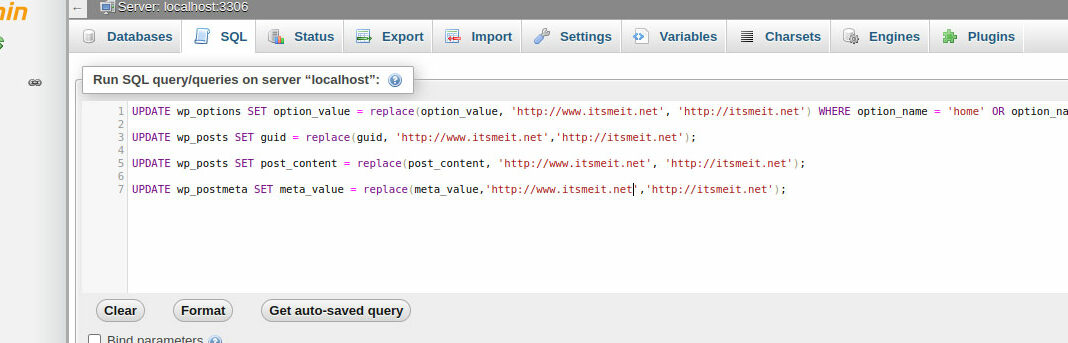 Server: localhost:3306
Databases SQL Status Export Import Settings Variables Charsets Engines Plugins
Run SQL query/queries on server “localhost”:
1 UPDATE wp_options SET option_value = replace(option_value, 'http://www.itsmeit.net', 'http://itsmeit.net') WHERE option_name = 'home' OR option_na
2
3 UPDATE wp_posts SET guid = replace(guid, 'http://www.itsmeit.net','http://itsmeit.net');
4
5 UPDATE wp_posts SET post_content = replace(post_content, 'http://www.itsmeit.net', 'http://itsmeit.net');
6
7 UPDATE wp_postmeta SET meta_value = replace(meta_value,'http://www.itsmeit.net','http://itsmeit.net');
Clear Format Get auto-saved query
Bind parameters